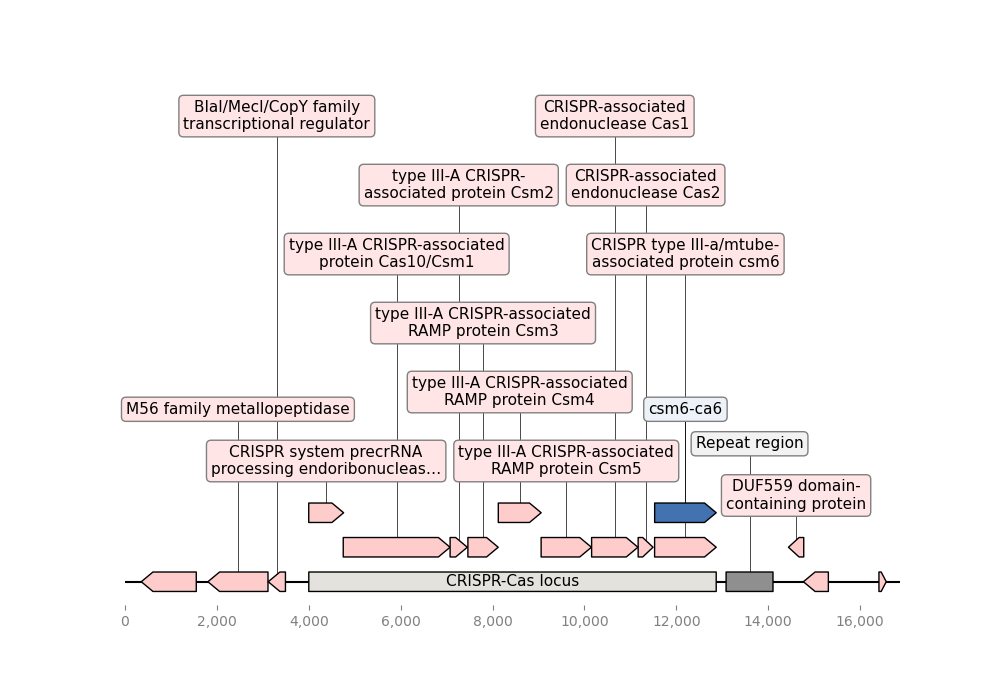 BlaI/MecI/CopY family
transcriptional regulator
CRISPR-associated
endonuclease Cas1
type III-A CRISPR-
associated protein Csm2
CRISPR-associated
endonuclease Cas2
type III-A CRISPR-associated
protein Cas10/Csm1
CRISPR type III-a/mtube-
associated protein csm6
type III-A CRISPR-associated
RAMP protein Csm3
type III-A CRISPR-associated
RAMP protein Csm4
M56 family metallopeptidase
csm6-ca6
Repeat region
CRISPR system precrRNA
processing endoribonucleas...
type III-A CRISPR-associated
RAMP protein Csm5
DUF559 domain-
containing protein
CRISPR-Cas locus
0 2,000 4,000 6,000 8,000 10,000 12,000 14,000 16,000